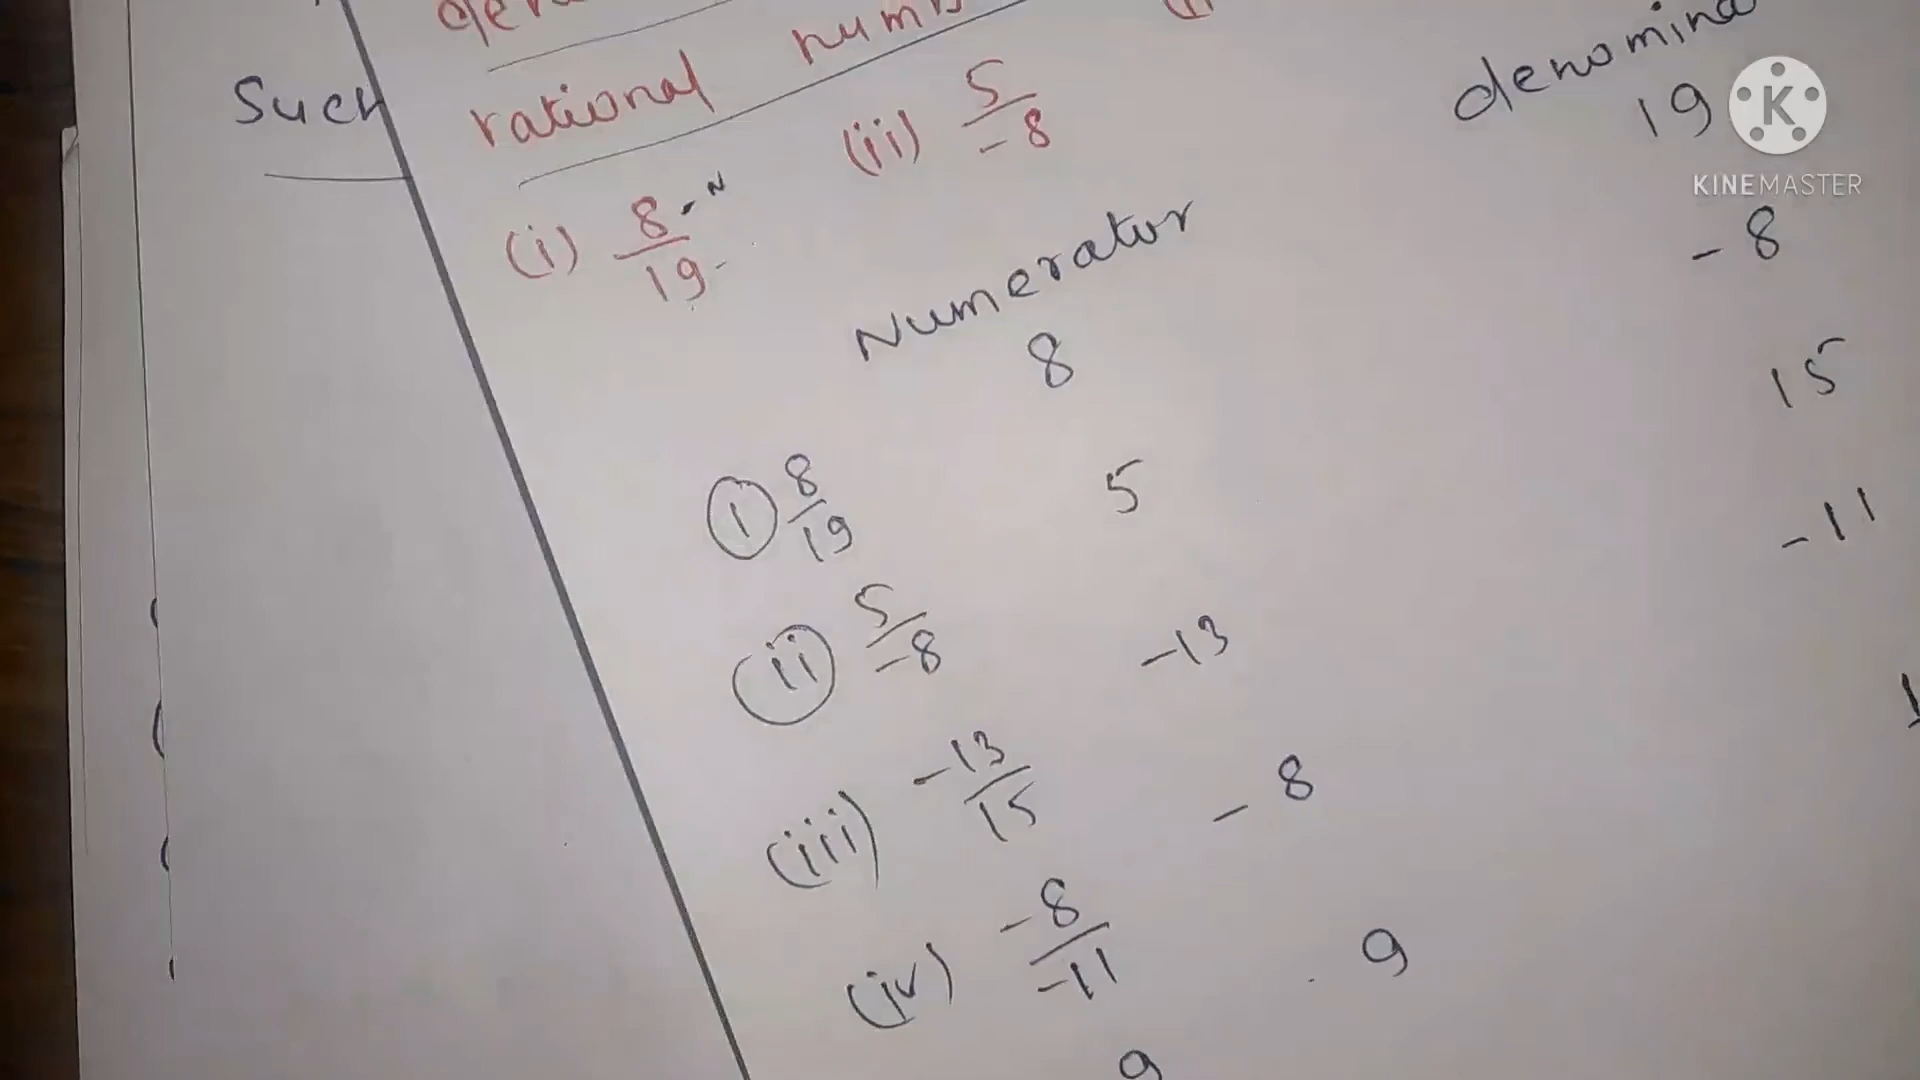 Such
rational
(i) 8/19 N
(ii) 5/-8
Numerator
8
5
-13
-8
9
19
-8
15
-11
(i) 8/19
(ii) 5/-8
(iii) -13/15
(iv) -8/-11
9
KINEMASTER